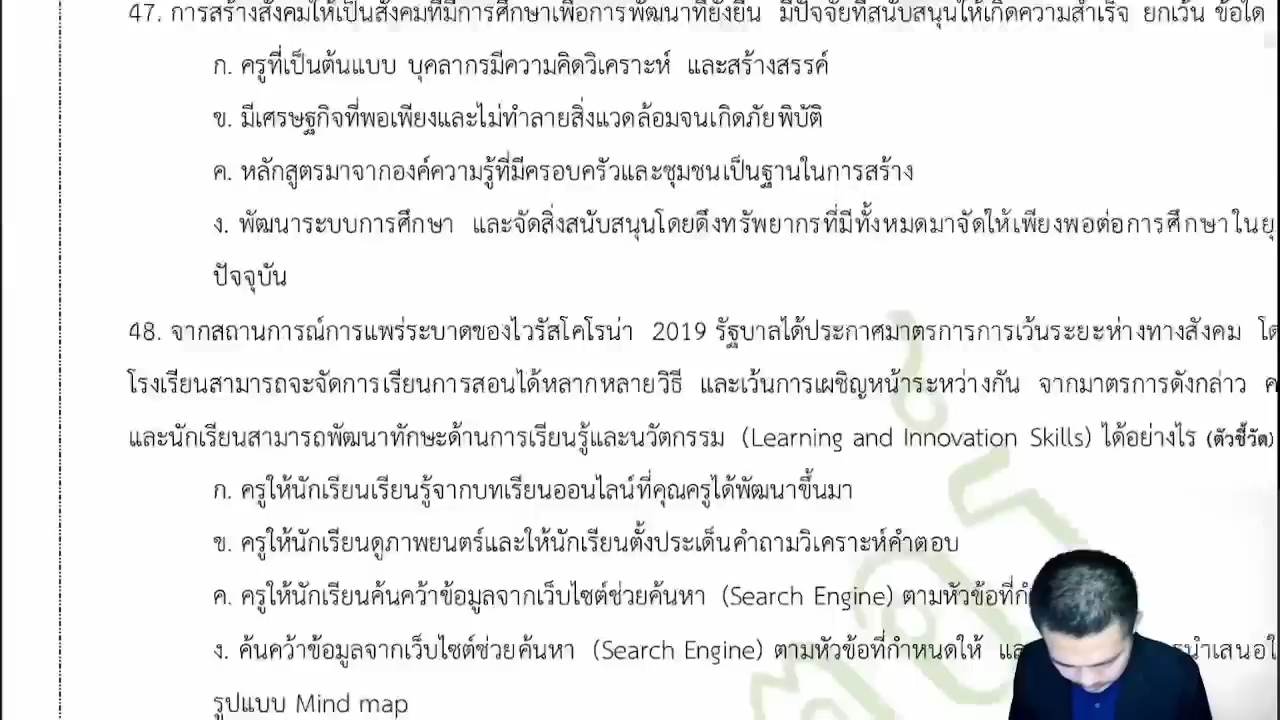 47. การสร้างสังคมให้เป็นสังคมที่มีการศึกษาเพื่อการพัฒนาที่ยั่งยืน มีปัจจัยที่สนับสนุนให้เกิดความสำเร็จ ยกเว้น ข้อใด
ก. ครูที่เป็นต้นแบบ บุคลากรมีความคิดวิเคราะห์ และสร้างสรรค์
ข. มีเศรษฐกิจที่พอเพียงและไม่ทำลายสิ่งแวดล้อมจนเกิดภัยพิบัติ
ค. หลักสูตรมาจากองค์ความรู้ที่มีครอบครัวและชุมชนเป็นฐานในการสร้าง
ง. พัฒนาระบบการศึกษา และจัดสิ่งสนับสนุนโดยดึงทรัพยากรที่มีทั้งหมดมาจัดให้เพียงพอต่อการศึกษาใน
ปัจจุบัน
48. จากสถานการณ์การแพร่ระบาดของไวรัสโคโรน่า 2019 รัฐบาลได้ประกาศมาตรการการเว้นระยะห่างทางสังคม
โรงเรียนสามารถจะจัดการเรียนการสอนได้หลากหลายวิธี และเว้นการเผชิญหน้าระหว่างกัน จากมาตรการดังกล่าว
และนักเรียนสามารถพัฒนาทักษะด้านการเรียนรู้และนวัตกรรม (Learning and Innovation Skills) ได้อย่างไร (ตัวชี้วัด)
ก. ครูให้นักเรียนเรียนรู้จากบทเรียนออนไลน์ที่คุณครูได้พัฒนาขึ้นมา
ข. ครูให้นักเรียนดูภาพยนตร์และให้นักเรียนตั้งประเด็นคำถามวิเคราะห์คำตอบ
ค. ครูให้นักเรียนค้นคว้าข้อมูลจากเว็บไซต์ช่วยค้นหา (Search Engine) ตามหัวข้อที่
ง. ค้นคว้าข้อมูลจากเว็บไซต์ช่วยค้นหา (Search Engine) ตามหัวข้อที่กำหนดให้
รูปแบบ Mind map